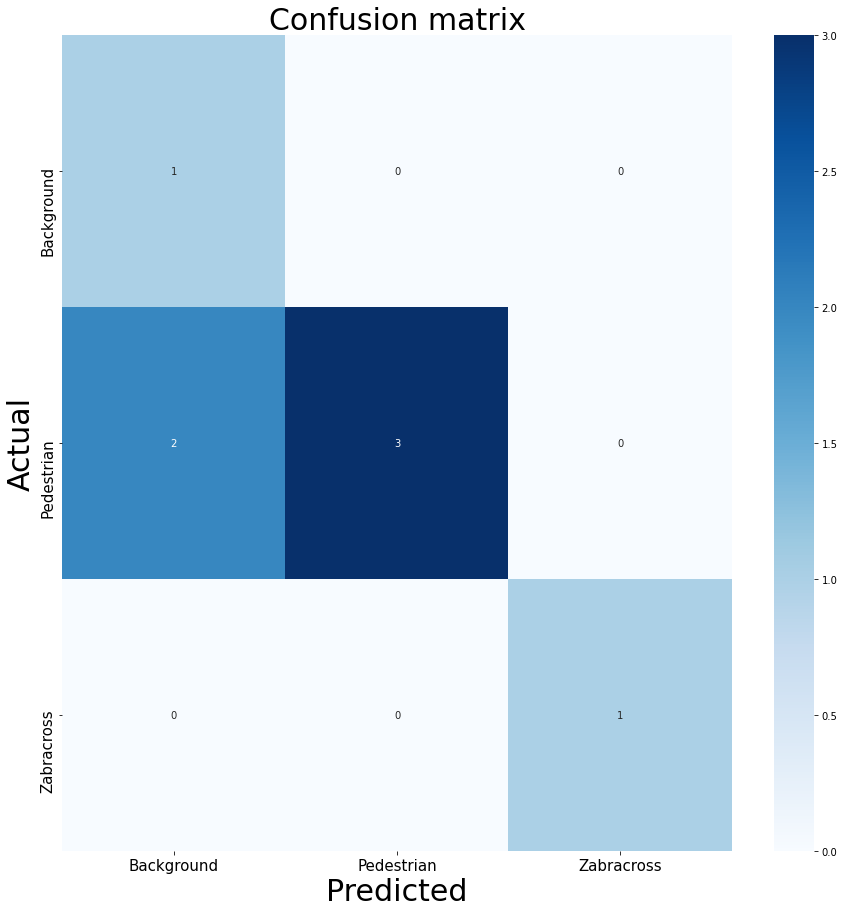 Confusion matrix
Actual
Background
1 0 0
Pedestrian
2 3 0
Zabracross
0 0 1
Background Pedestrian Zabracross
Predicted
3.0
2.5
2.0
1.5
1.0
0.5
0.0